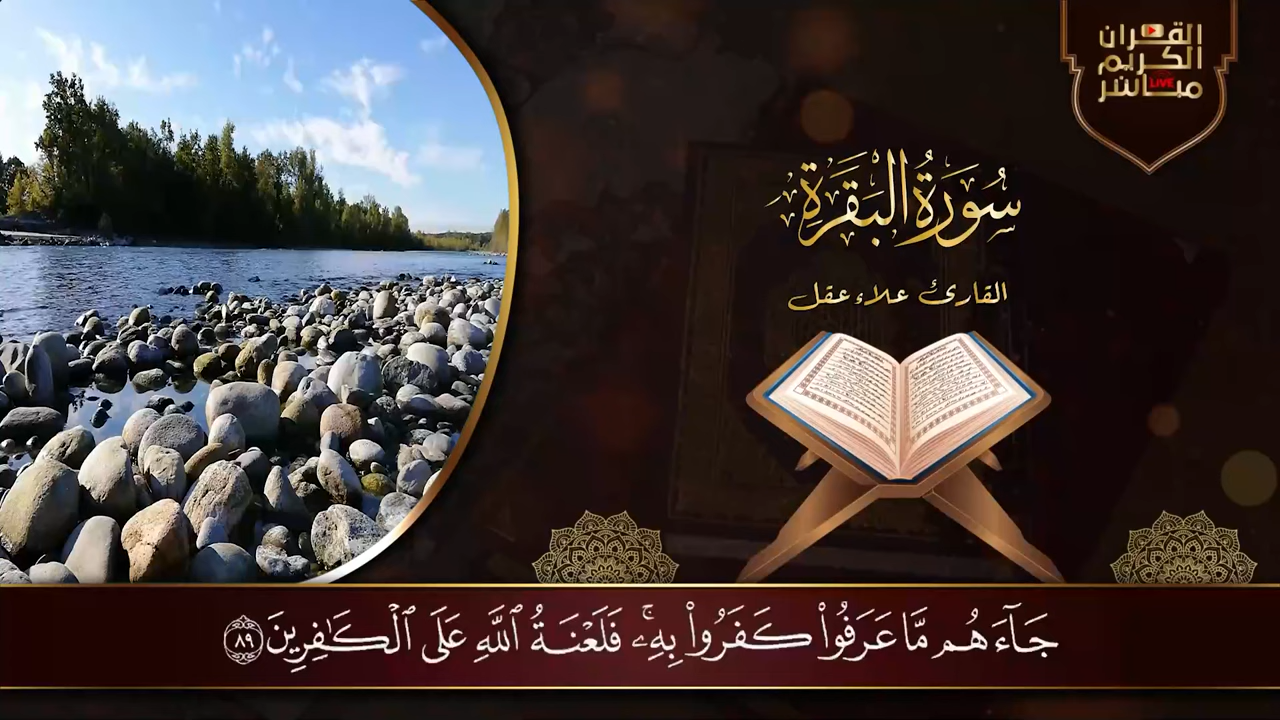 القرآن
الكريم
مباشر
LIVE
سُورَةُ البَقَرَةِ
القارئ علاء عقل
جَآءَهُم مَّا عَرَفُوا۟ كَفَرُوا۟ بِهِۦۚ فَلَعْنَةُ ٱللَّهِ عَلَى ٱلْكَـٰفِرِينَ ٨٩